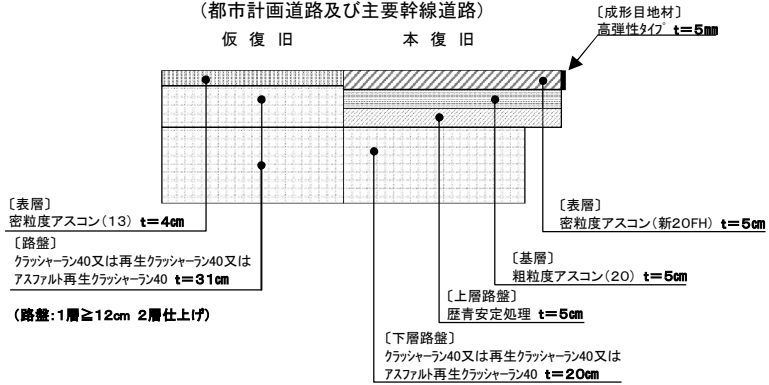 (都市計画道路及び主要幹線道路)
仮 復 旧
本 復 旧
〔成形目地材〕
高弾性タイプ t=5㎜
〔表層〕
密粒度アスコン(13) t=4㎝
〔路盤〕
クラッシャーラン40又は再生クラッシャーラン40又は
アスファルト再生クラッシャーラン40 t=31㎝
(路盤:1層≧12㎝ 2層仕上げ)
〔表層〕
密粒度アスコン(新20FH) t=5㎝
〔基層〕
粗粒度アスコン(20) t=5㎝
〔上層路盤〕
歴青安定処理 t=5㎝
〔下層路盤〕
クラッシャーラン40又は再生クラッシャーラン40又は
アスファルト再生クラッシャーラン40 t=20㎝